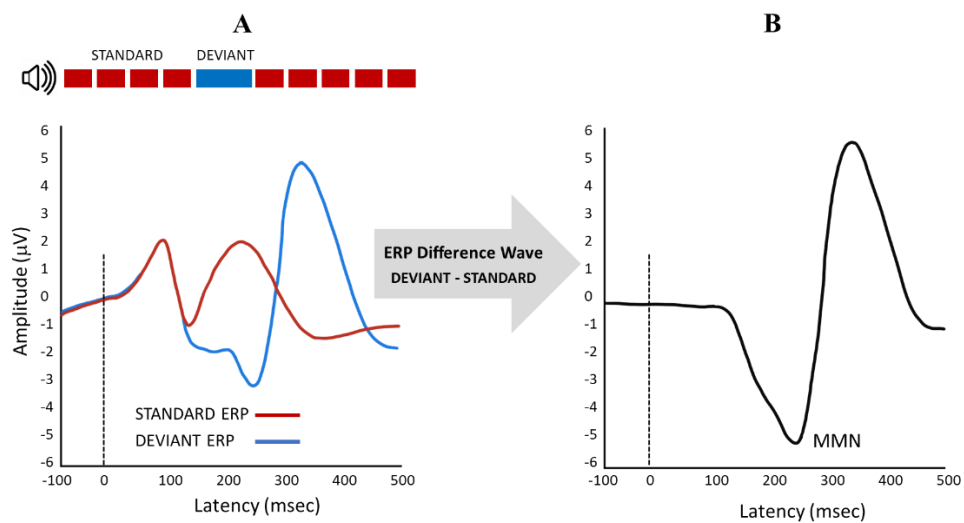 A
STANDARD DEVIANT
6
5
4
3
2
1
0
-1
-2
-3
-4
-5
-6
Amplitude (µV)
STANDARD ERP
DEVIANT ERP
-100 0 100 200 300 400 500
Latency (msec)
ERP Difference Wave
DEVIANT - STANDARD
B
6
5
4
3
2
1
0
-1
-2
-3
-4
-5
-6
MMN
-100 0 100 200 300 400 500
Latency (msec)